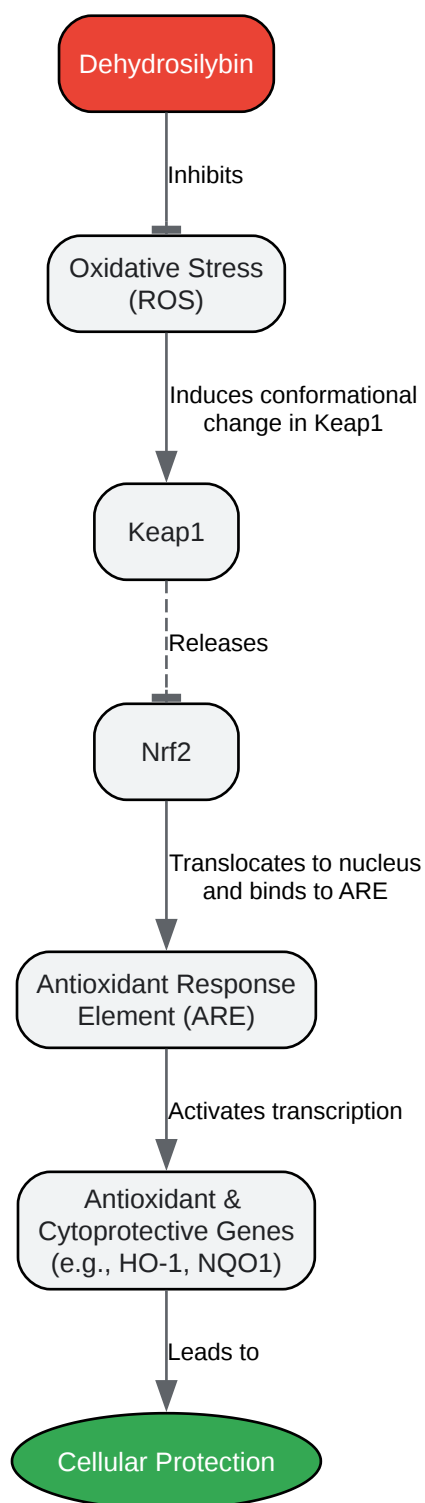 Dehydrosilybin
Inhibits
Oxidative Stress
(ROS)
Induces conformational
change in Keap1
Keap1
Releases
Nrf2
Translocates to nucleus
and binds to ARE
Antioxidant Response
Element (ARE)
Activates transcription
Antioxidant &
Cytoprotective Genes
(e.g., HO-1, NQO1)
Leads to
Cellular Protection